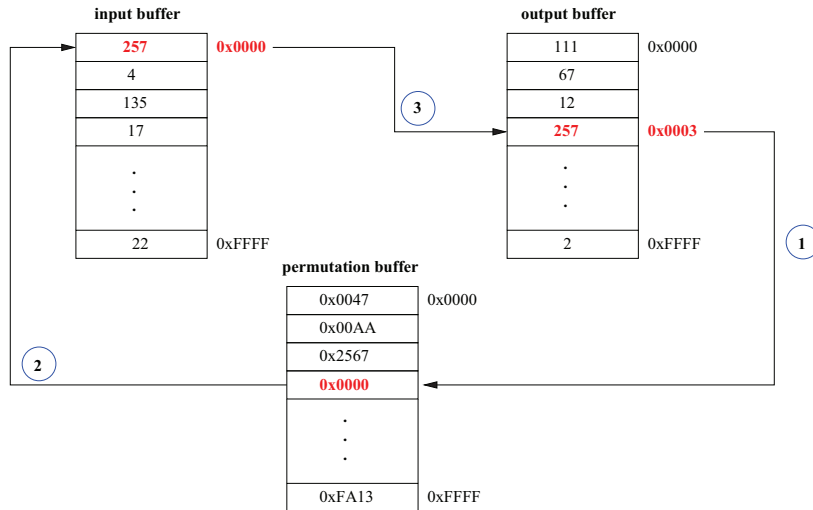 input buffer
257 0x0000
4
135
17
.
.
.
22 0xFFFF
output buffer
111 0x0000
67
12
257 0x0003
.
.
.
2 0xFFFF
3
1
2
permutation buffer
0x0047 0x0000
0x00AA
0x2567
0x0000
.
.
.
0xFA13 0xFFFF